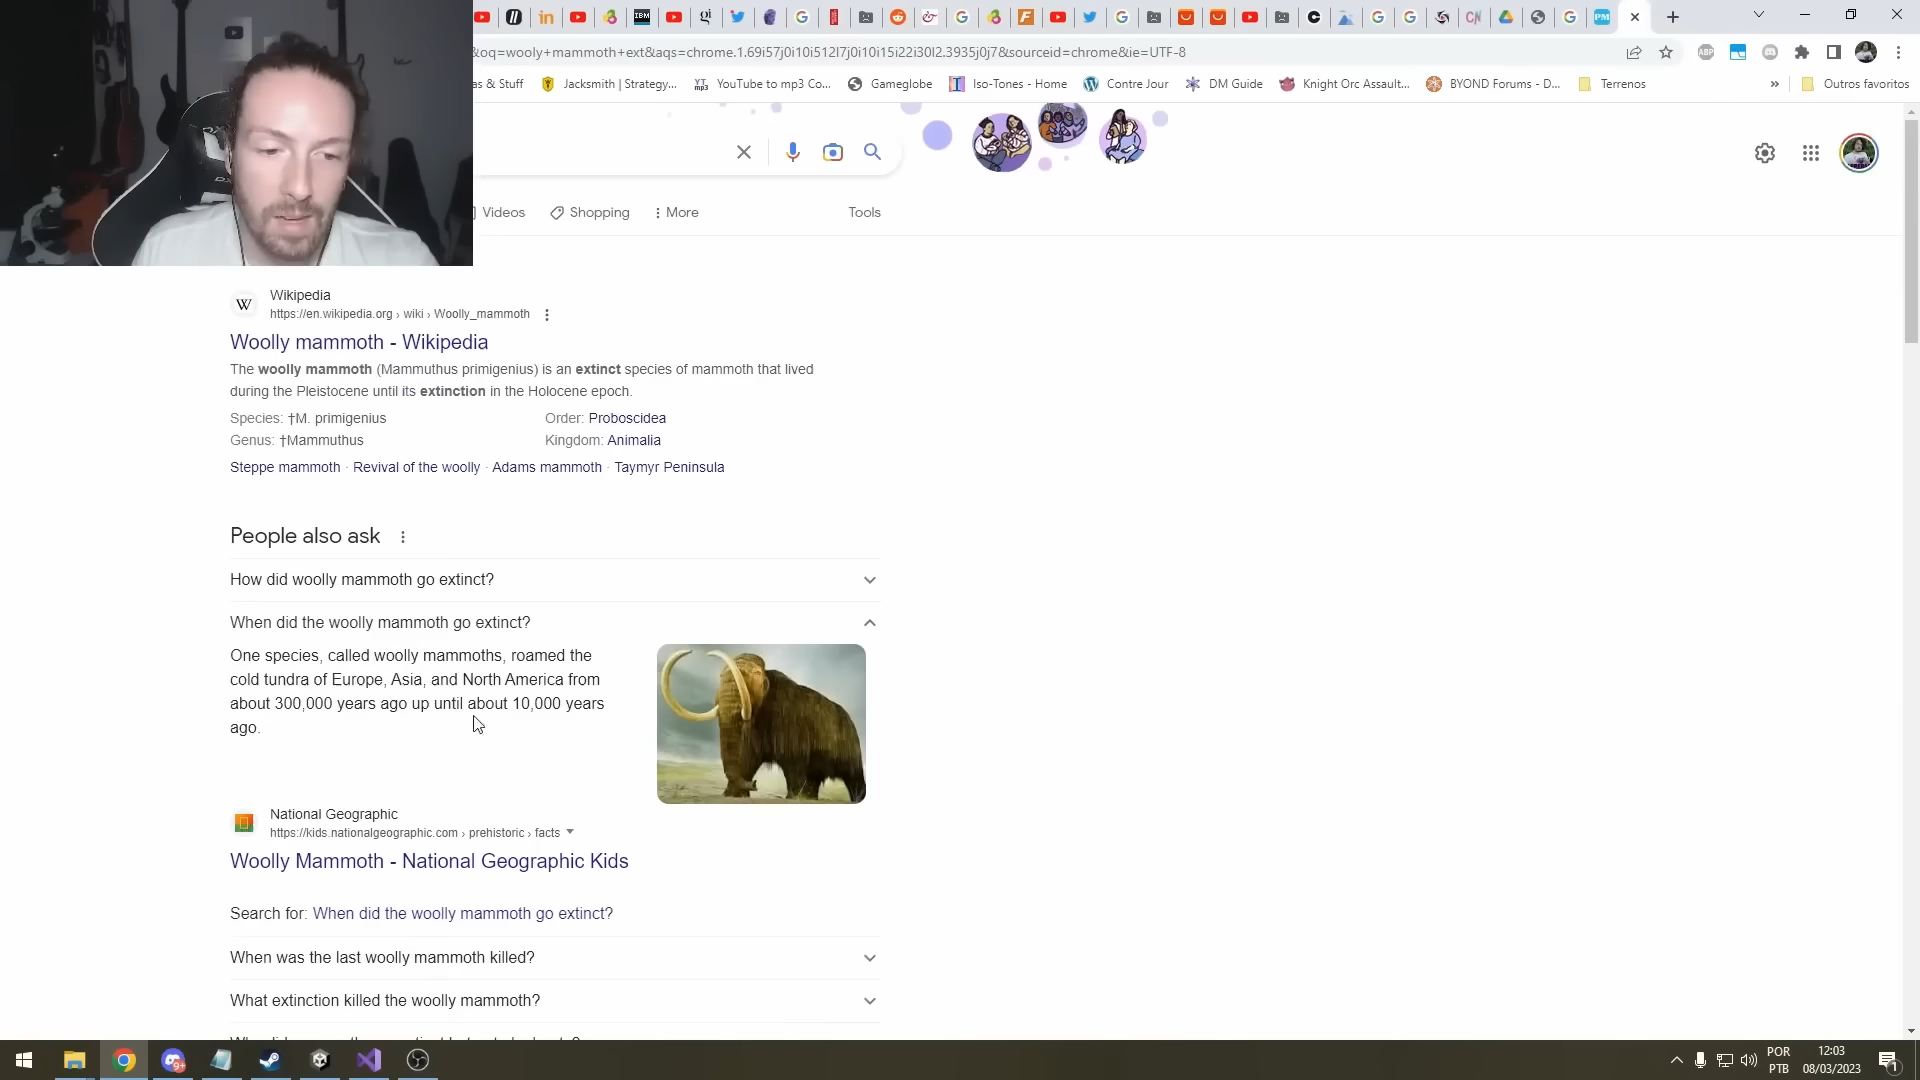 &oq=wooly+mammoth+ext&aqs=chrome.1.69i57j0i10i512l7j0i10i15i22i30l2.3935j0j7&sourceid=chrome&ie=UTF-8
as & Stuff
Jacksmith | Strategy...
YouTube to mp3 Co...
Gameglobe
Iso-Tones - Home
Contre Jour
DM Guide
Knight Orc Assault...
BYOND Forums - D...
Terrenos
»
Outros favoritos
Videos
Shopping
More
Tools
Wikipedia
https://en.wikipedia.org › wiki › Woolly_mammoth
Woolly mammoth - Wikipedia
The woolly mammoth (Mammuthus primigenius) is an extinct species of mammoth that lived
during the Pleistocene until its extinction in the Holocene epoch.
Species: †M. primigenius Order: Proboscidea
Genus: †Mammuthus Kingdom: Animalia
Steppe mammoth · Revival of the woolly · Adams mammoth · Taymyr Peninsula
People also ask
How did woolly mammoth go extinct?
When did the woolly mammoth go extinct?
One species, called woolly mammoths, roamed the
cold tundra of Europe, Asia, and North America from
about 300,000 years ago up until about 10,000 years
ago.
National Geographic
https://kids.nationalgeographic.com › prehistoric › facts
Woolly Mammoth - National Geographic Kids
Search for: When did the woolly mammoth go extinct?
When was the last woolly mammoth killed?
What extinction killed the woolly mammoth?
POR
PTB
12:03
08/03/2023